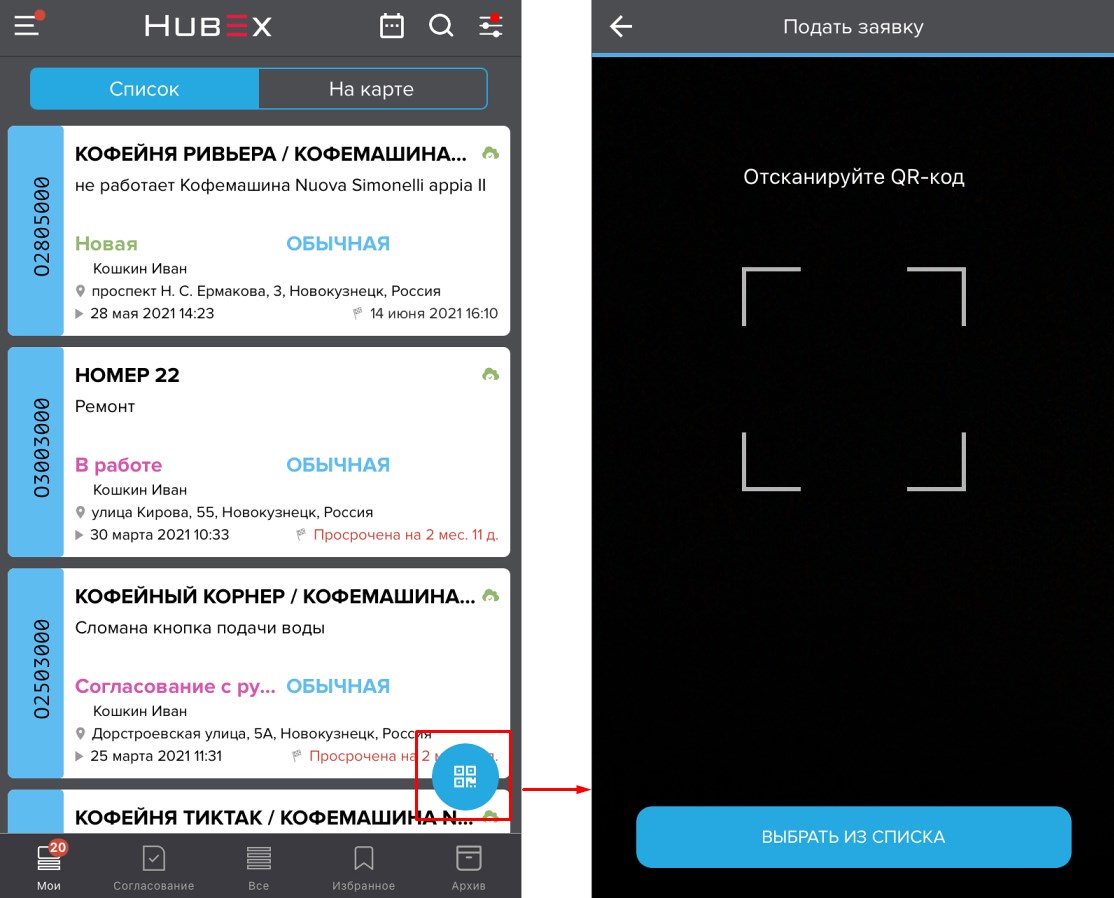 HUBEX
Список
На карте
О2805000
КОФЕЙНЯ РИВЬЕРА / КОФЕМАШИНА...
не работает Кофемашина Nuova Simonelli appia II
Новая ОБЫЧНАЯ
Кошкин Иван
проспект Н. С. Ермакова, 3, Новокузнецк, Россия
28 мая 2021 14:23 14 июня 2021 16:10
О3003000
НОМЕР 22
Ремонт
В работе ОБЫЧНАЯ
Кошкин Иван
улица Кирова, 55, Новокузнецк, Россия
30 марта 2021 10:33 Просрочена на 2 мес. 11 д.
О2503000
КОФЕЙНЫЙ КОРНЕР / КОФЕМАШИНА...
Сломана кнопка подачи воды
Согласование с ру... ОБЫЧНАЯ
Кошкин Иван
Дорстроевская улица, 5А, Новокузнецк, Россия
25 марта 2021 11:31 Просрочена на 2
КОФЕЙНЯ ТИКТАК / КОФЕМАШИНА N...
20
Мои
Согласование
Все
Избранное
Архив
Подать заявку
Отсканируйте QR-код
ВЫБРАТЬ ИЗ СПИСКА